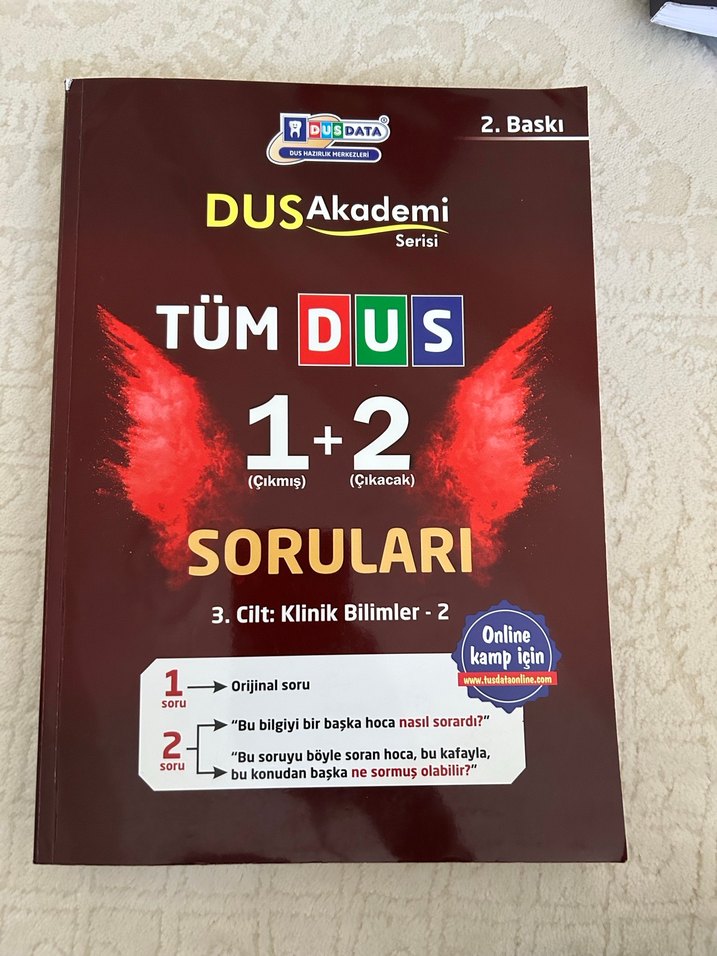 DUSDATA®
DUS HAZIRLIK MERKEZLERİ
2. Baskı
DUS Akademi
Serisi
TÜM DUS
1 + 2
(Çıkmış) (Çıkacak)
SORULARI
3. Cilt: Klinik Bilimler - 2
Online
kamp için
www.tusdataonline.com
1 soru → Orijinal soru
2 soru → “Bu bilgiyi bir başka hoca nasıl sorardı?”
“Bu soruyu böyle soran hoca, bu kafayla,
bu konudan başka ne sormuş olabilir?”